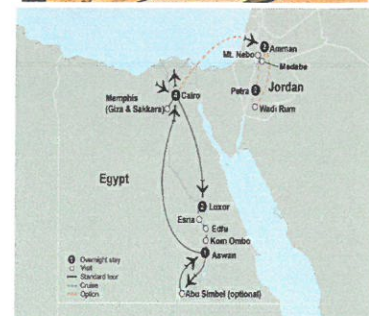 Amman
Mt. Nebo
Madaba
Cairo
Memphis
(Giza & Sakkara)
Petra
Jordan
Wadi Rum
Egypt
Luxor
Esna
Edfu
Kom Ombo
Aswan
Abu Simbel (optional)
Overnight stay
Visit
Standard tour
Cruise
Option